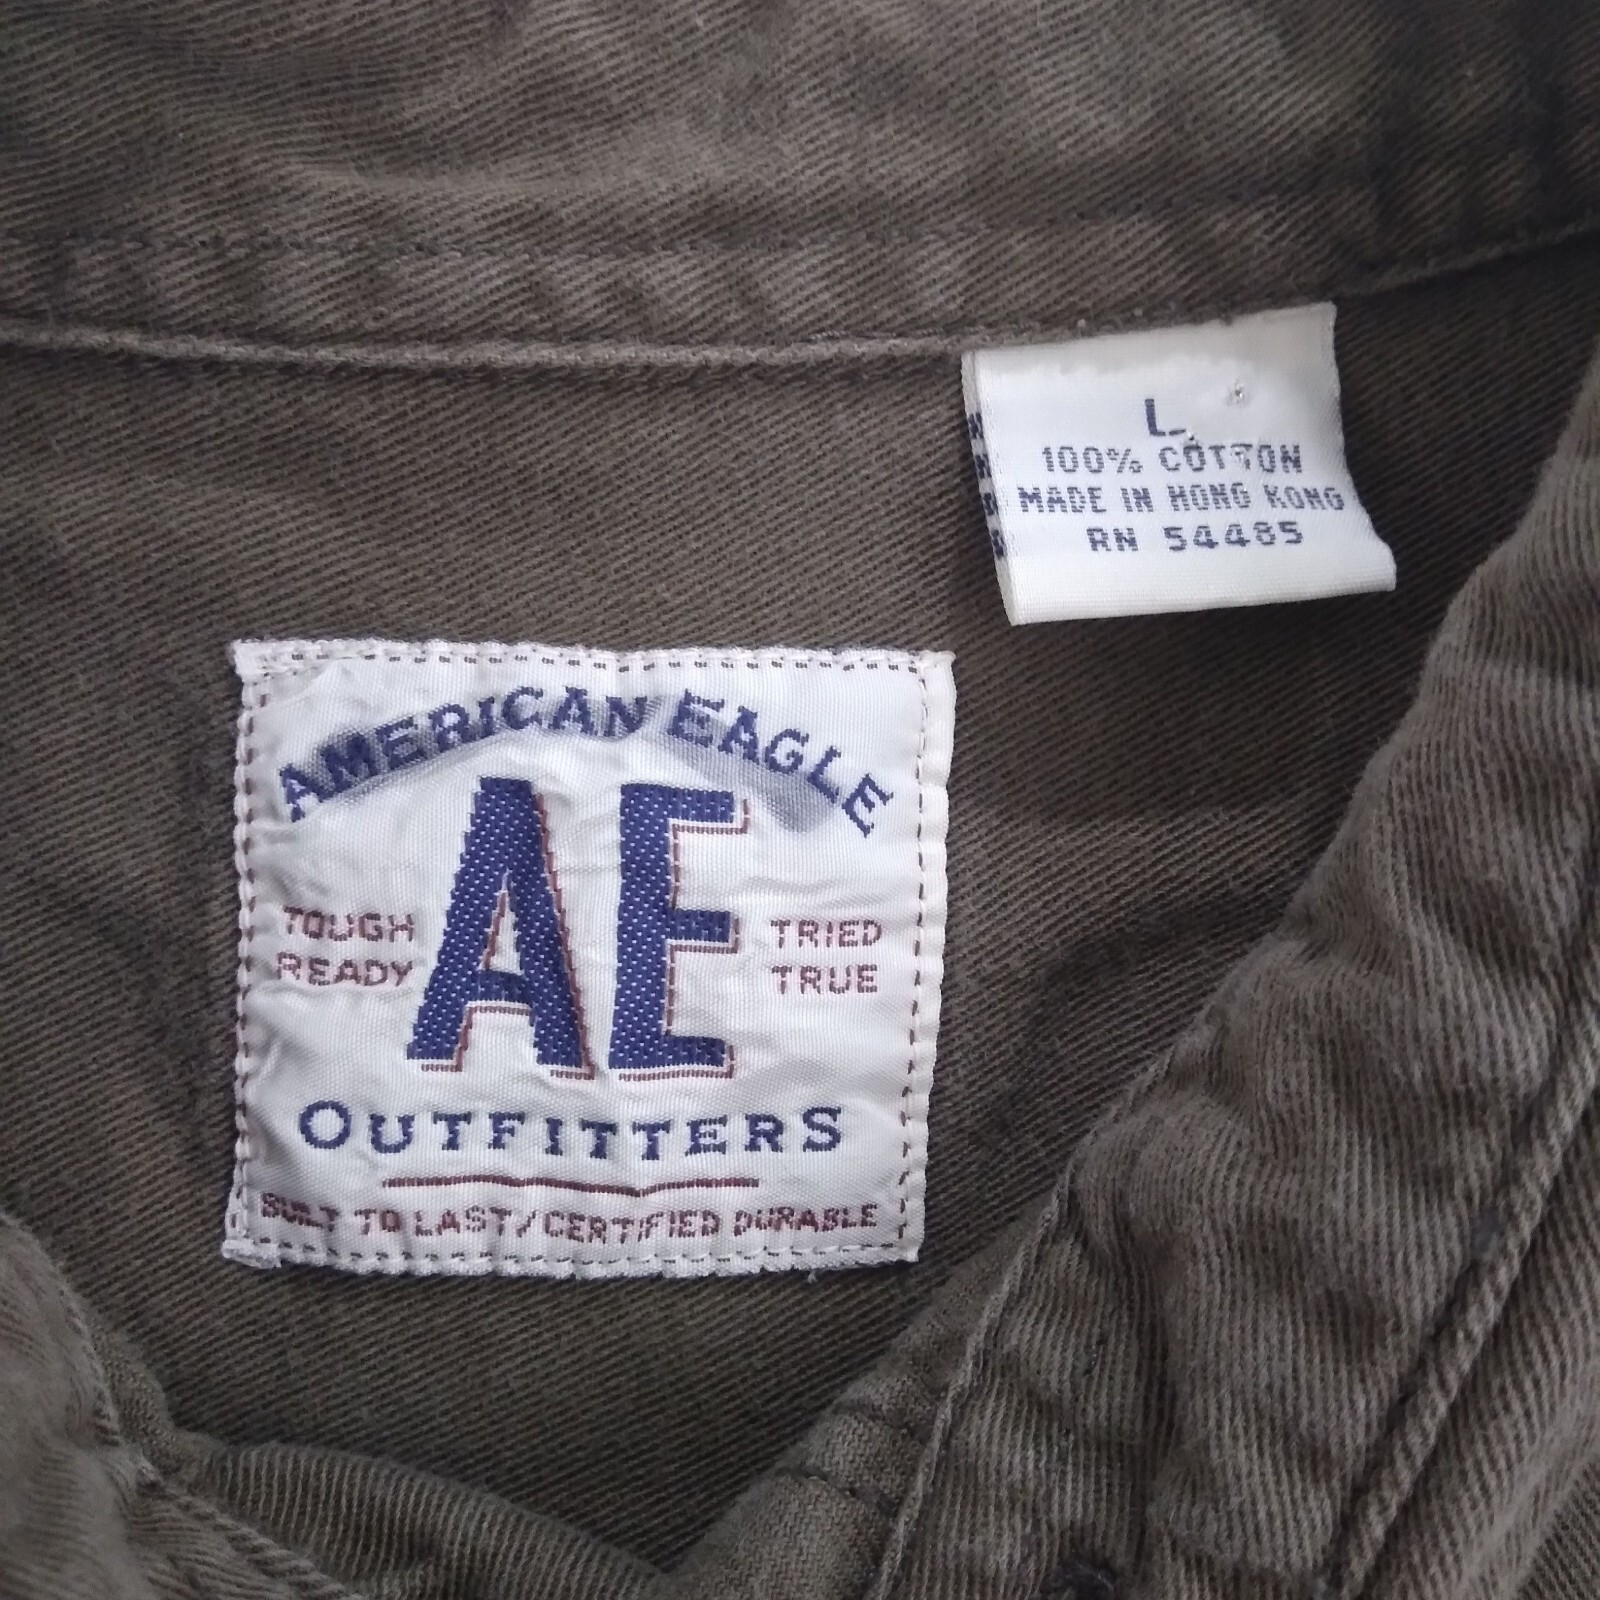 L
100% COTTON
MADE IN HONG KONG
RN 54485
AMERICAN EAGLE
AE
TOUGH
READY
TRIED
TRUE
OUTFITTERS
BUILT TO LAST/CERTIFIED DURABLE